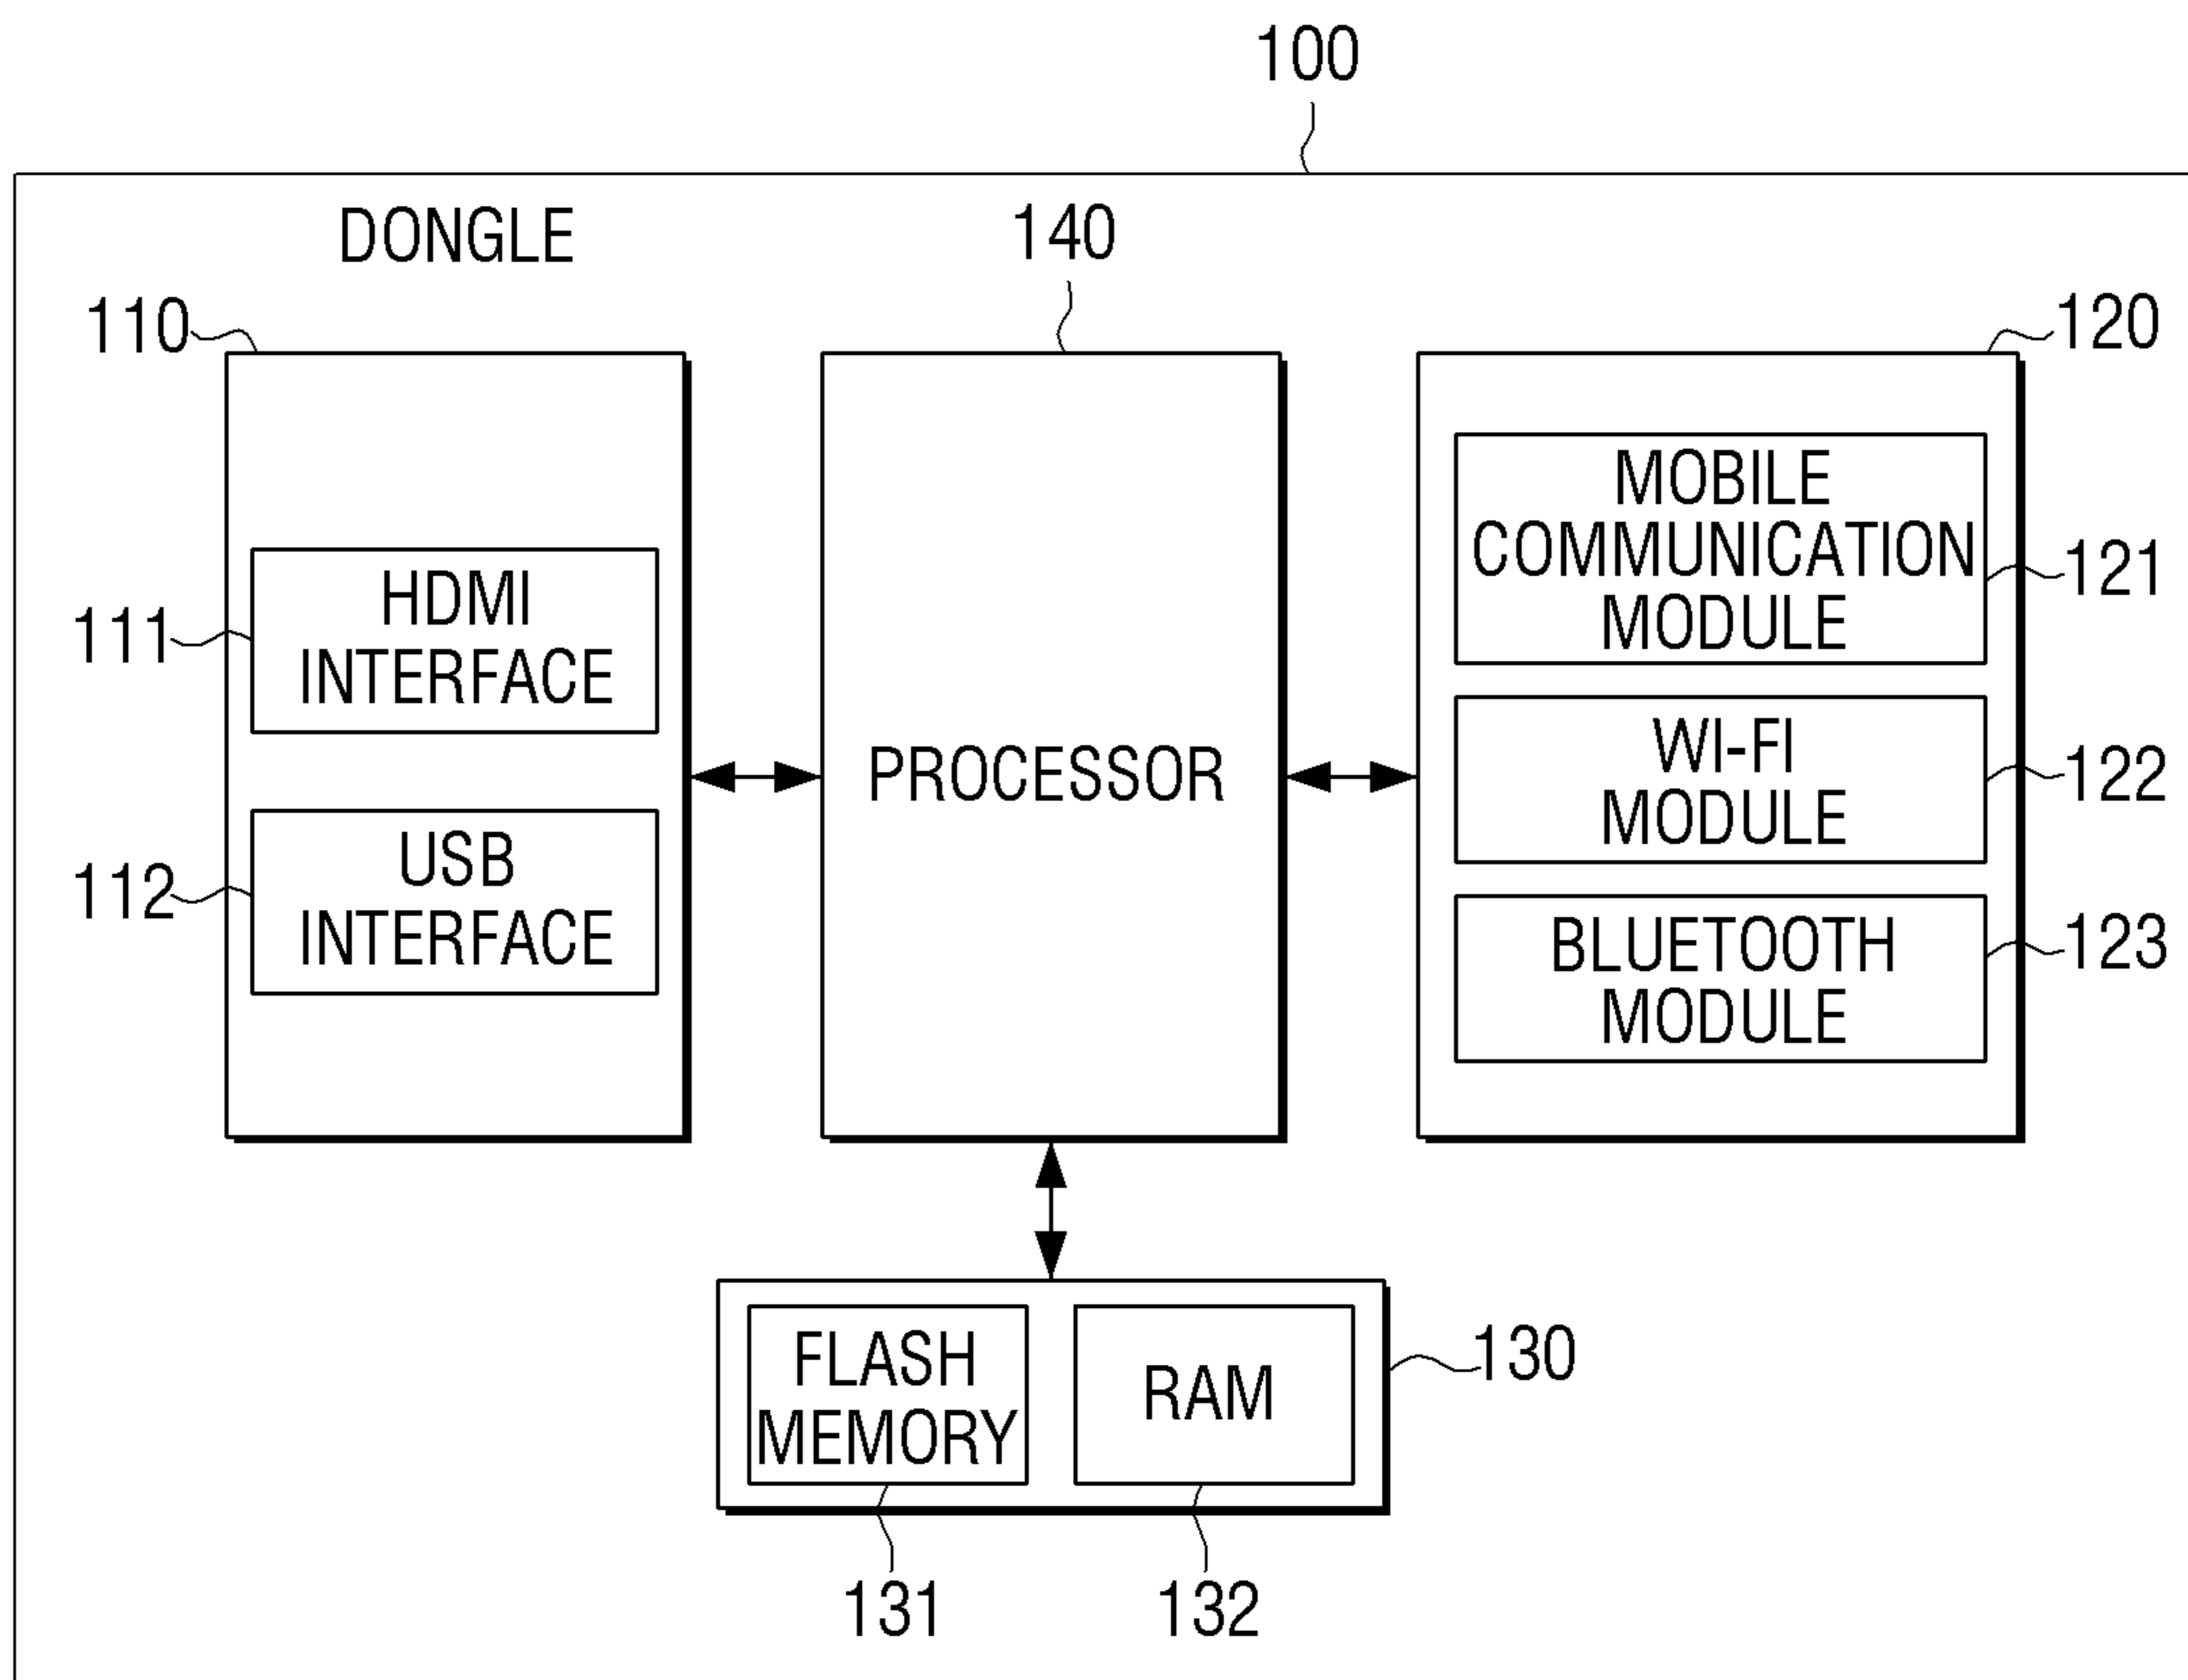 100
DONGLE
140
110
120
HDMI
INTERFACE
111
USB
INTERFACE
112
PROCESSOR
MOBILE
COMMUNICATION
MODULE
121
WI-FI
MODULE
122
BLUETOOTH
MODULE
123
FLASH
MEMORY
RAM
130
131
132